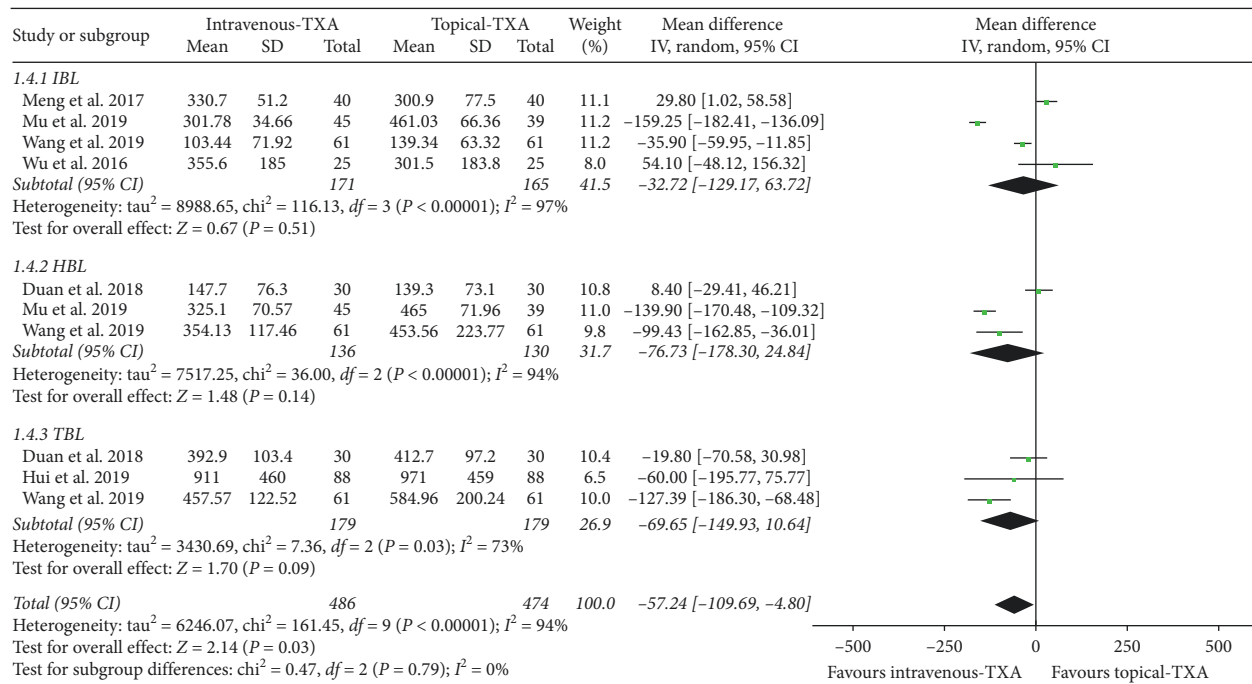 Study or subgroup Intravenous-TXA Topical-TXA Weight Mean difference Mean difference
Mean SD Total Mean SD Total (%) IV, random, 95% CI IV, random, 95% CI
1.4.1 IBL
Meng et al. 2017 330.7 51.2 40 300.9 77.5 40 11.1 29.80 [1.02, 58.58]
Mu et al. 2019 301.78 34.66 45 461.03 66.36 39 11.2 −159.25 [−182.41, −136.09]
Wang et al. 2019 103.44 71.92 61 139.34 63.32 61 11.2 −35.90 [−59.95, −11.85]
Wu et al. 2016 355.6 185 25 301.5 183.8 25 8.0 54.10 [−48.12, 156.32]
Subtotal (95% CI) 171 165 41.5 −32.72 [−129.17, 63.72]
Heterogeneity: tau² = 8988.65, chi² = 116.13, df = 3 (P < 0.00001); I² = 97%
Test for overall effect: Z = 0.67 (P = 0.51)
1.4.2 HBL
Duan et al. 2018 147.7 76.3 30 139.3 73.1 30 10.8 8.40 [−29.41, 46.21]
Mu et al. 2019 325.1 70.57 45 465 71.96 39 11.0 −139.90 [−170.48, −109.32]
Wang et al. 2019 354.13 117.46 61 453.56 223.77 61 9.8 −99.43 [−162.85, −36.01]
Subtotal (95% CI) 136 130 31.7 −76.73 [−178.30, 24.84]
Heterogeneity: tau² = 7517.25, chi² = 36.00, df = 2 (P < 0.00001); I² = 94%
Test for overall effect: Z = 1.48 (P = 0.14)
1.4.3 TBL
Duan et al. 2018 392.9 103.4 30 412.7 97.2 30 10.4 −19.80 [−70.58, 30.98]
Hui et al. 2019 911 460 88 971 459 88 6.5 −60.00 [−195.77, 75.77]
Wang et al. 2019 457.57 122.52 61 584.96 200.24 61 10.0 −127.39 [−186.30, −68.48]
Subtotal (95% CI) 179 179 26.9 −69.65 [−149.93, 10.64]
Heterogeneity: tau² = 3430.69, chi² = 7.36, df = 2 (P = 0.03); I² = 73%
Test for overall effect: Z = 1.70 (P = 0.09)
Total (95% CI) 486 474 100.0 −57.24 [−109.69, −4.80]
Heterogeneity: tau² = 6246.07, chi² = 161.45, df = 9 (P < 0.00001); I² = 94%
Test for overall effect: Z = 2.14 (P = 0.03)
Test for subgroup differences: chi² = 0.47, df = 2 (P = 0.79); I² = 0%
−500 −250 0 250 500
Favours intravenous-TXA Favours topical-TXA